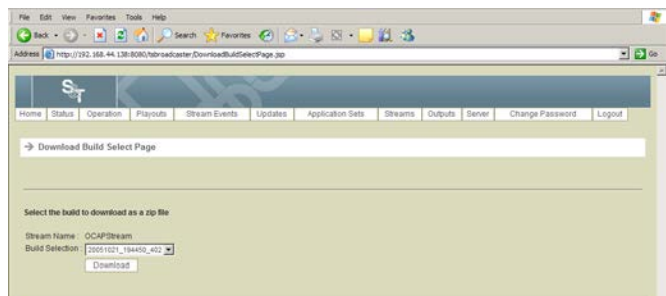 File Edit View Favorites Tools Help
Back Search Favorites
Address http://192.168.44.138:8080/tsbroadcaster/DownloadBuildSelectPage.jsp Go
S&T
Home Status Operation Playouts Stream Events Updates Application Sets Streams Outputs Server Change Password Logout
Download Build Select Page
Select the build to download as a zip file
Stream Name : OCAPStream
Build Selection : 20051021_194450_402
Download